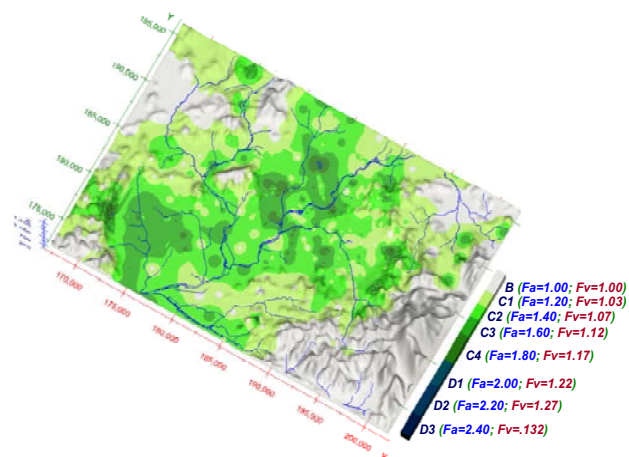 Y
185,000
190,000
185,000
180,000
175,000
170,000
175,000
180,000
185,000
190,000
195,000
200,000
B (Fa=1.00; Fv=1.00)
C1 (Fa=1.20; Fv=1.03)
C2 (Fa=1.40; Fv=1.07)
C3 (Fa=1.60; Fv=1.12)
C4 (Fa=1.80; Fv=1.17)
D1 (Fa=2.00; Fv=1.22)
D2 (Fa=2.20; Fv=1.27)
D3 (Fa=2.40; Fv=.132)